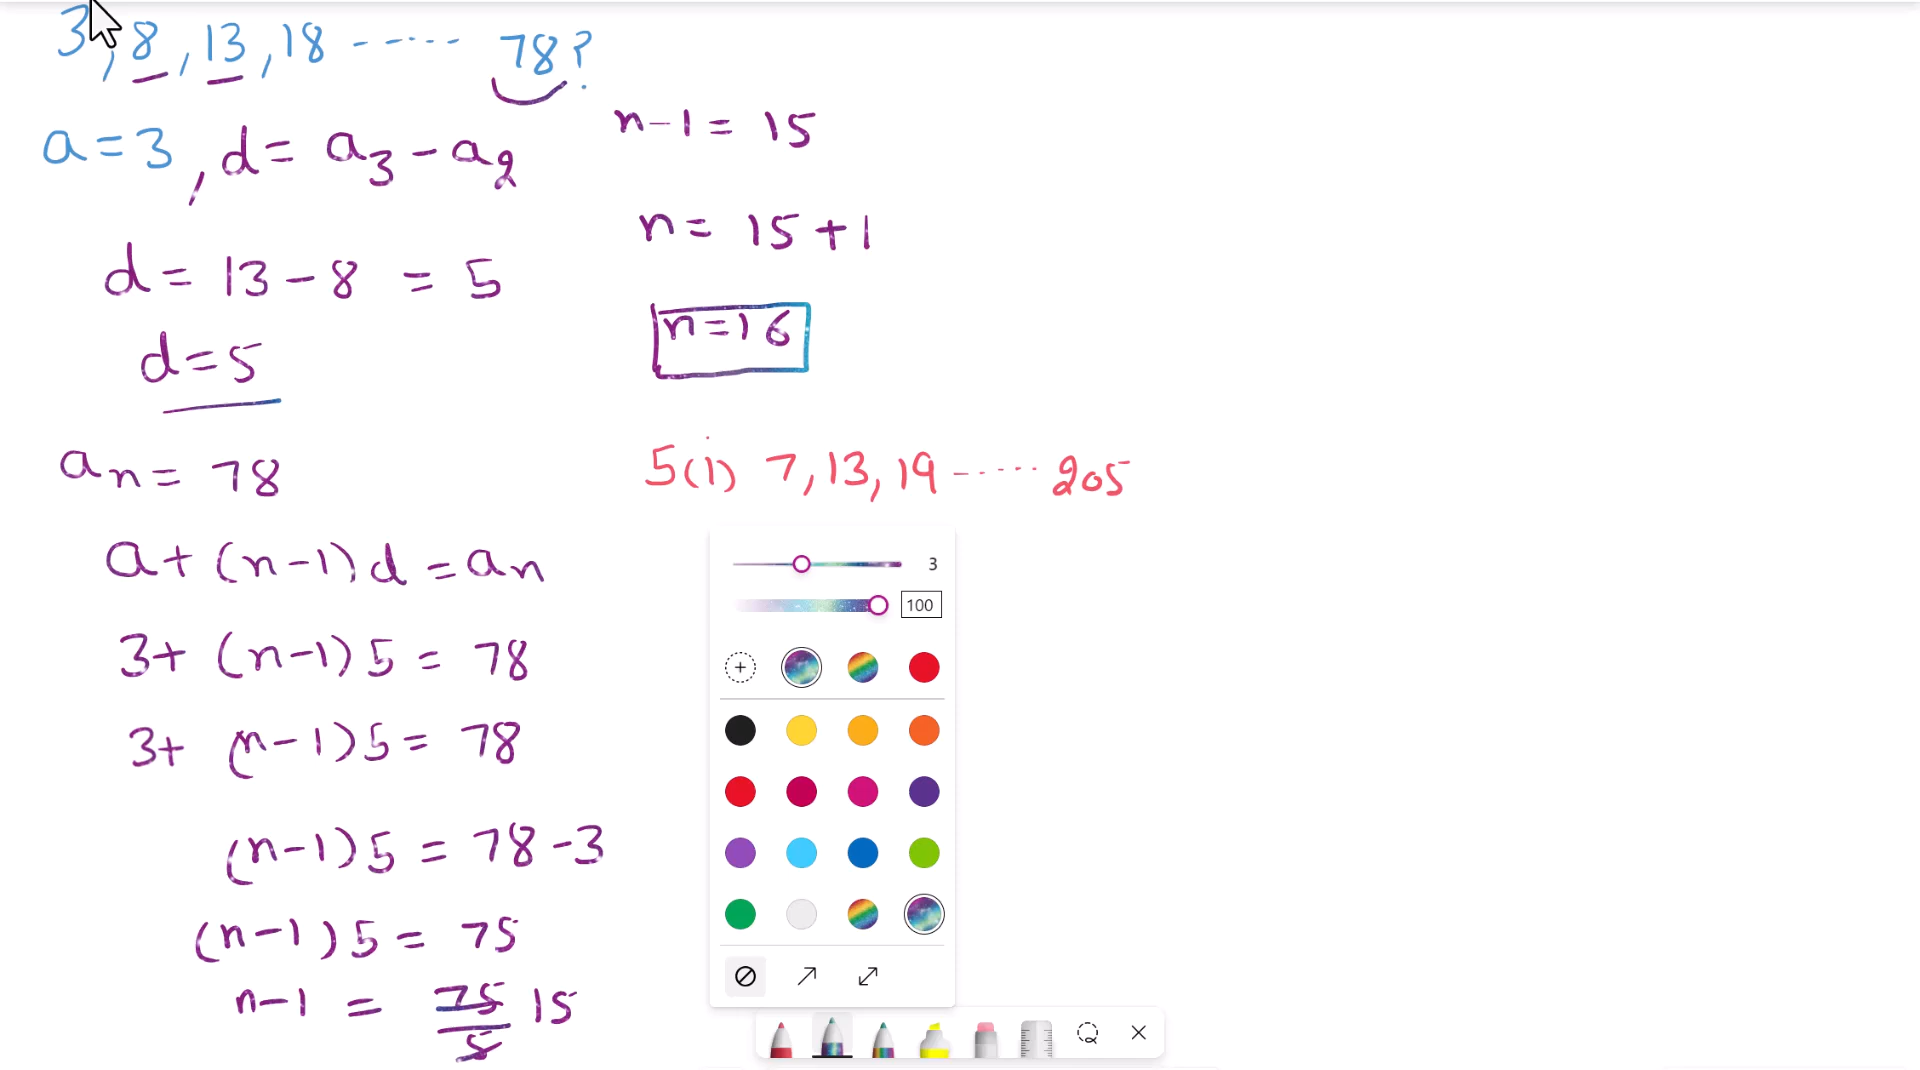 3, 8, 13, 18 ------ 78?
a = 3, d = a₃ - a₂
d = 13 - 8 = 5
d = 5
aₙ = 78
a + (n-1) d = aₙ
3 + (n-1) 5 = 78
3 + (n-1) 5 = 78
(n-1) 5 = 78 - 3
(n-1) 5 = 75
n-1 = 75/5 15
n-1 = 15
n = 15 + 1
n = 16
5(i) 7, 13, 19 ------ 205
3
100